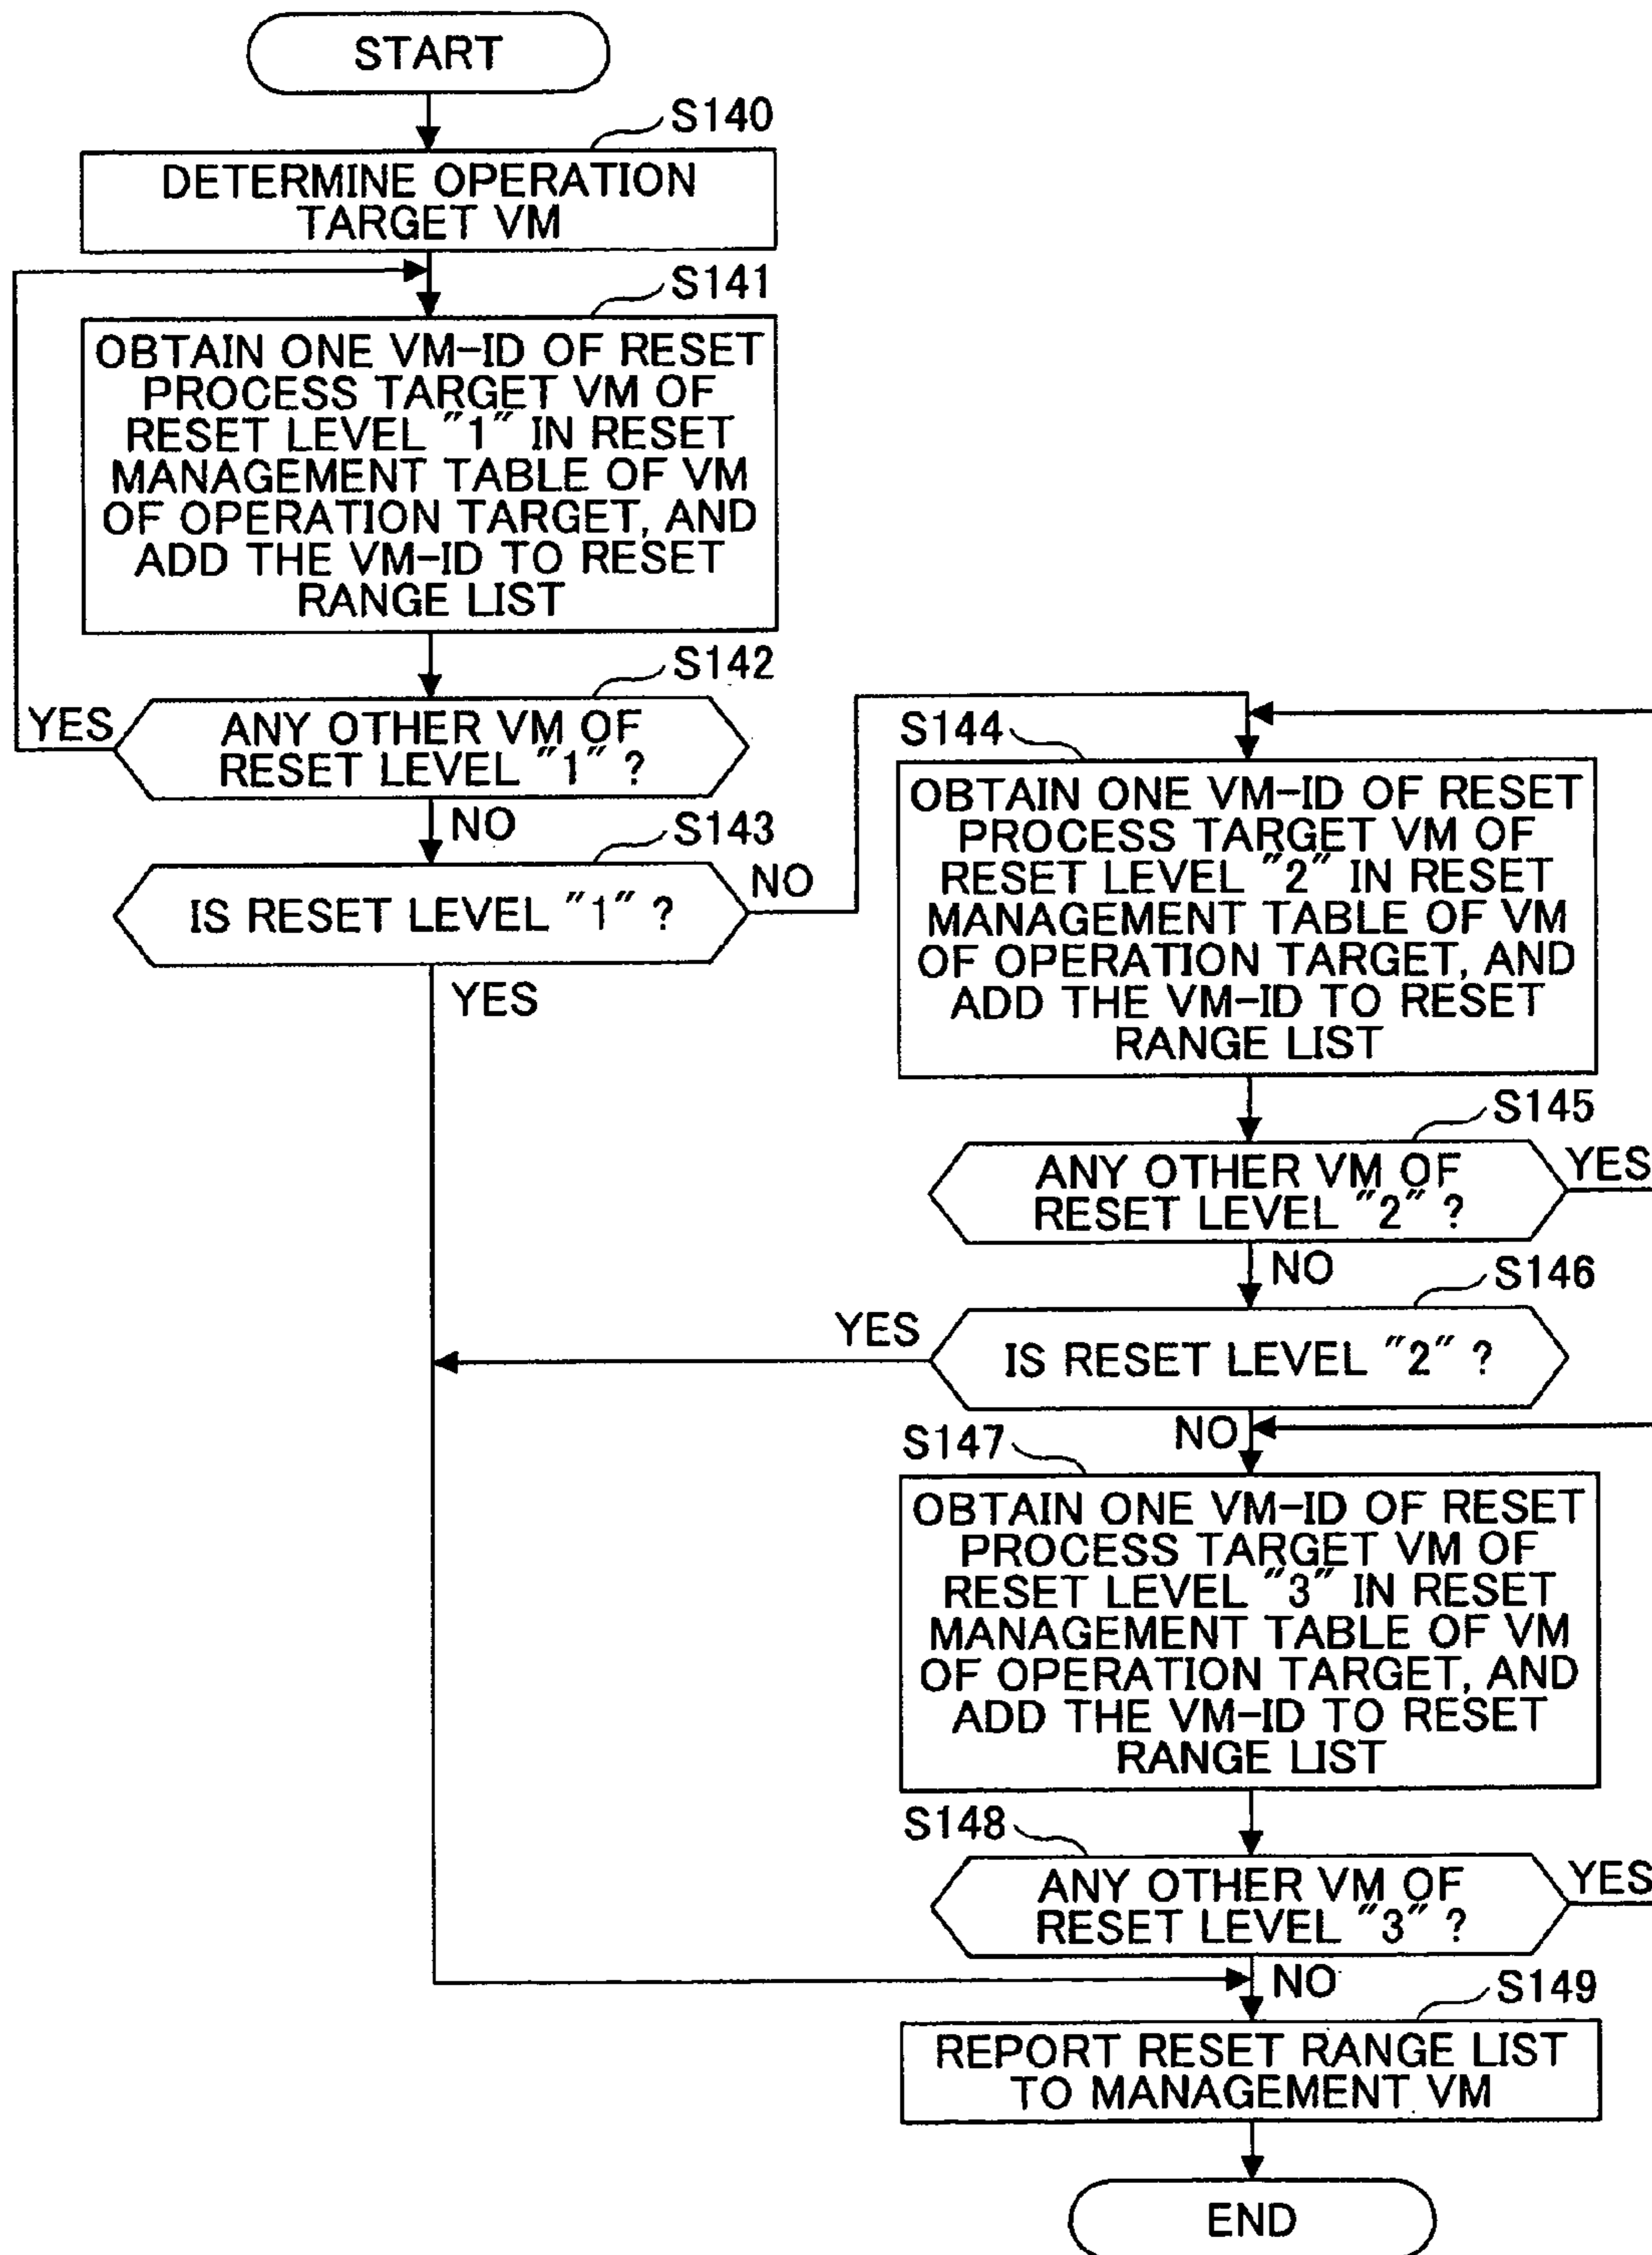 START
S140
DETERMINE OPERATION
TARGET VM
S141
OBTAIN ONE VM-ID OF RESET
PROCESS TARGET VM OF
RESET LEVEL "1" IN RESET
MANAGEMENT TABLE OF VM
OF OPERATION TARGET, AND
ADD THE VM-ID TO RESET
RANGE LIST
S142
YES
ANY OTHER VM OF
RESET LEVEL "1" ?
NO
S143
IS RESET LEVEL "1" ?
NO
YES
S144
OBTAIN ONE VM-ID OF RESET
PROCESS TARGET VM OF
RESET LEVEL "2" IN RESET
MANAGEMENT TABLE OF VM
OF OPERATION TARGET, AND
ADD THE VM-ID TO RESET
RANGE LIST
S145
ANY OTHER VM OF
RESET LEVEL "2" ?
YES
NO
S146
YES
IS RESET LEVEL "2" ?
NO
S147
OBTAIN ONE VM-ID OF RESET
PROCESS TARGET VM OF
RESET LEVEL "3" IN RESET
MANAGEMENT TABLE OF VM
OF OPERATION TARGET, AND
ADD THE VM-ID TO RESET
RANGE LIST
S148
ANY OTHER VM OF
RESET LEVEL "3" ?
YES
NO
S149
REPORT RESET RANGE LIST
TO MANAGEMENT VM
END